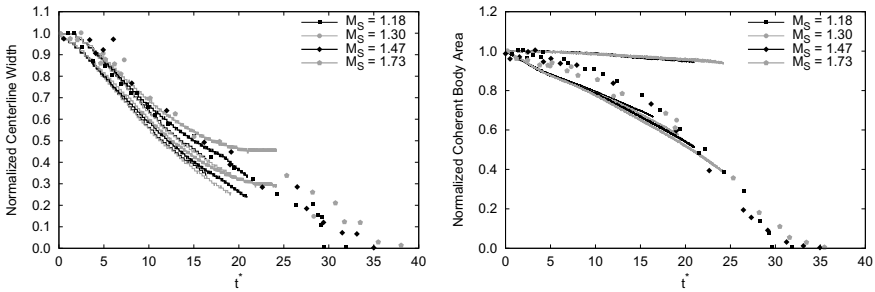 1.1
1.0
0.9
0.8
0.7
0.6
0.5
0.4
0.3
0.2
0.1
0.0
0 5 10 15 20 25 30 35 40
Normalized Centerline Width
t*
M_S = 1.18
M_S = 1.30
M_S = 1.47
M_S = 1.73
1.2
1.0
0.8
0.6
0.4
0.2
0.0
0 5 10 15 20 25 30 35 40
Normalized Coherent Body Area
t*
M_S = 1.18
M_S = 1.30
M_S = 1.47
M_S = 1.73